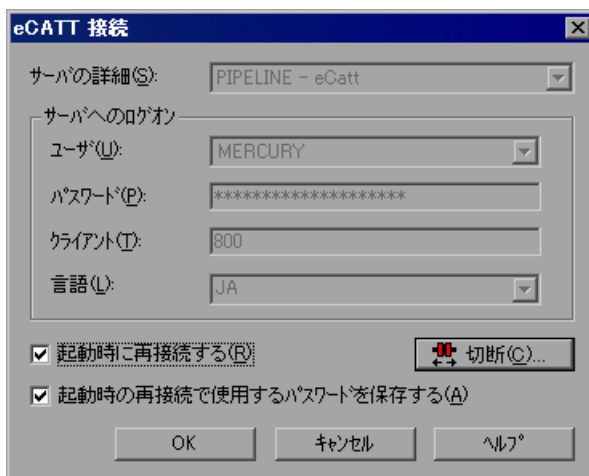 eCATT 接続
サーバの詳細(S): PIPELINE - eCatt
サーバへのログオン
ユーザ(U): MERCURY
パスワード(P): ********************
クライアント(T): 800
言語(L): JA
起動時に再接続する(R) 切断(C)...
起動時の再接続で使用するパスワードを保存する(A)
OK キャンセル ヘルプ